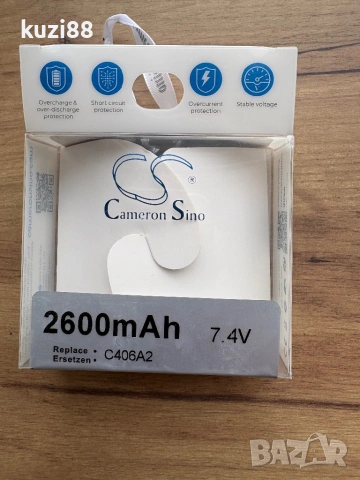 kuzi88
Overcharge &
over-discharge
protection
Short circuit
protection
Overcurrent
protection
Stable voltage
CS®
Cameron Sino
2600mAh 7.4V
Replace
Ersetzen • C406A2
BAZAR